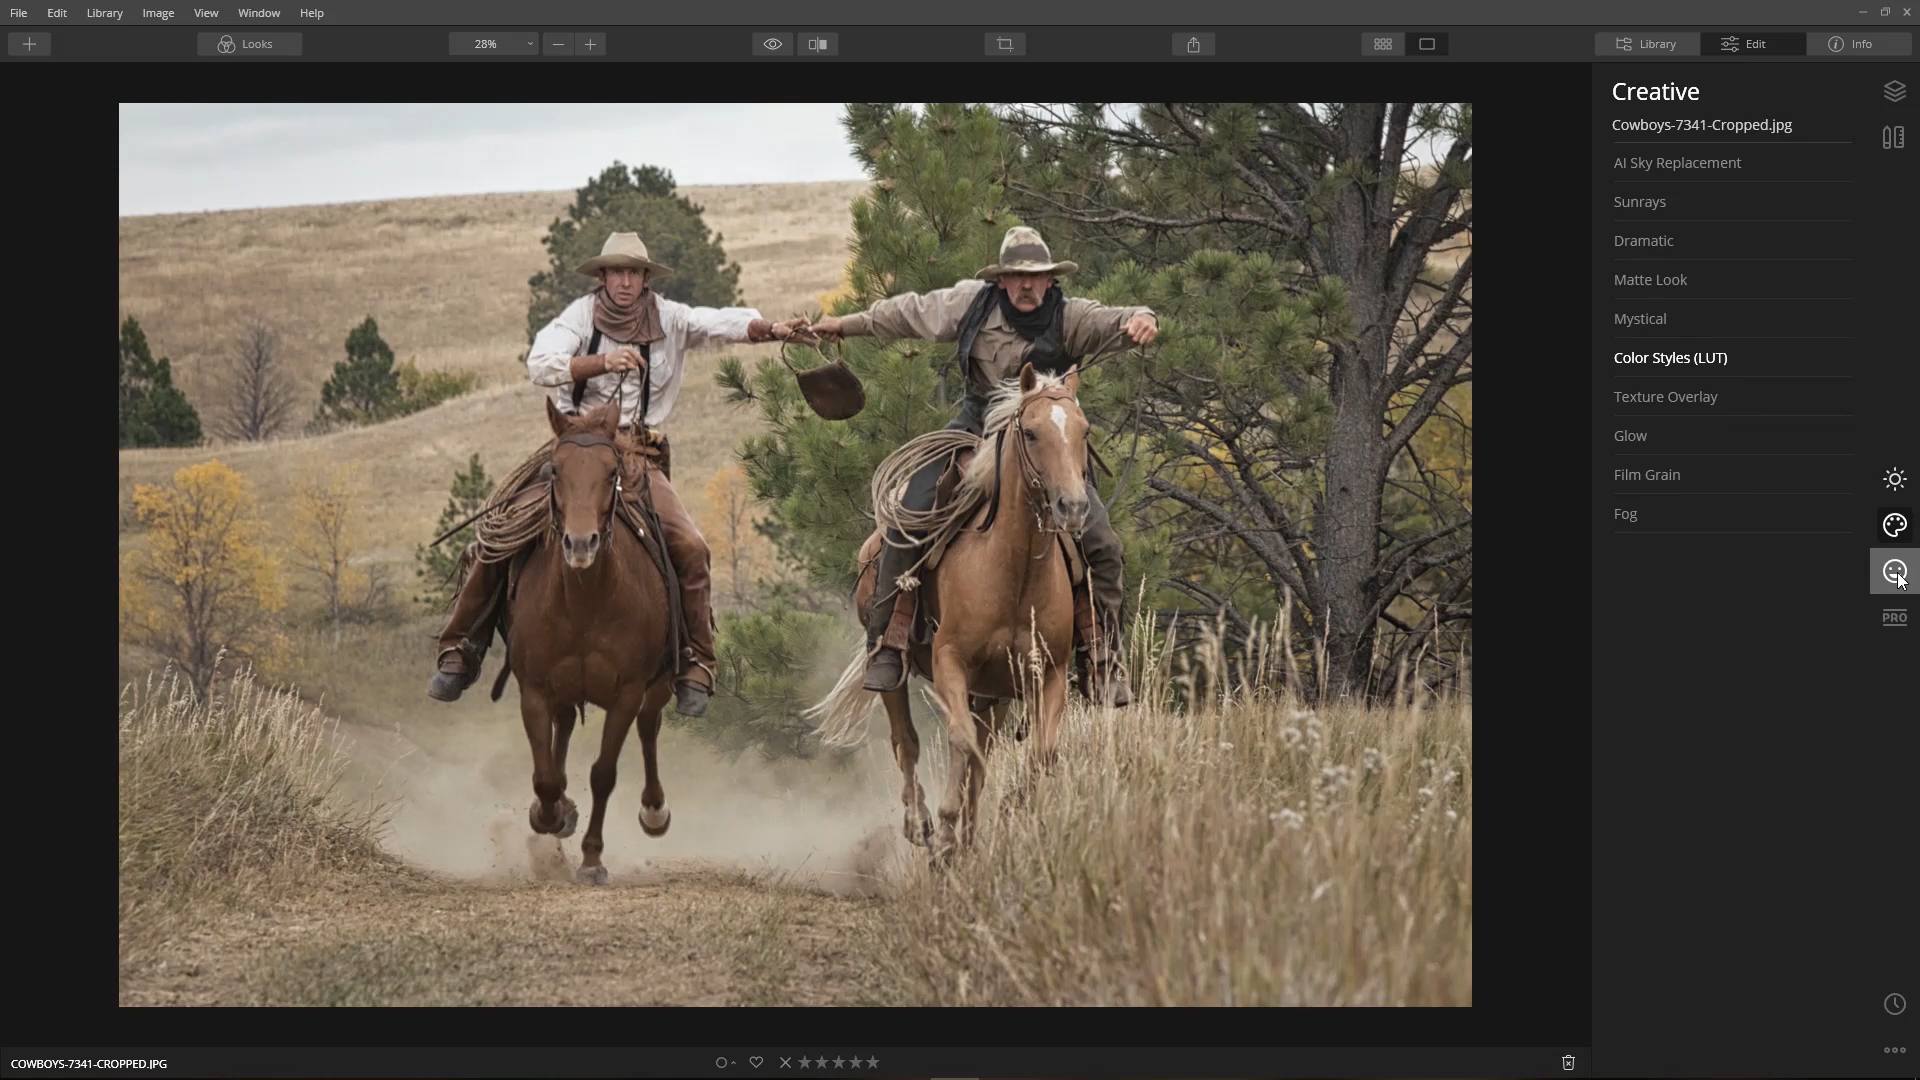 File Edit Library Image View Window Help
Looks 28% Library Edit Info
Creative
Cowboys-7341-Cropped.jpg
AI Sky Replacement
Sunrays
Dramatic
Matte Look
Mystical
Color Styles (LUT)
Texture Overlay
Glow
Film Grain
Fog
PRO
COWBOYS-7341-CROPPED.JPG